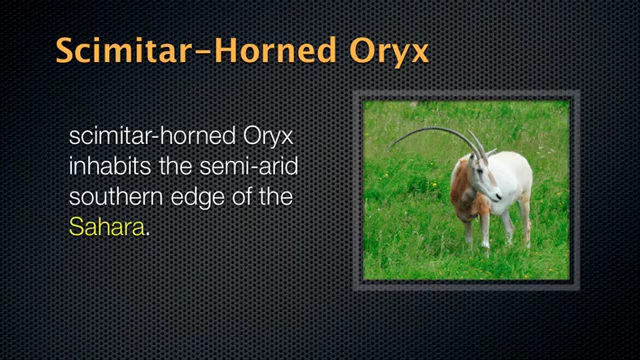 Scimitar-Horned Oryx
scimitar-horned Oryx
inhabits the semi-arid
southern edge of the
Sahara.